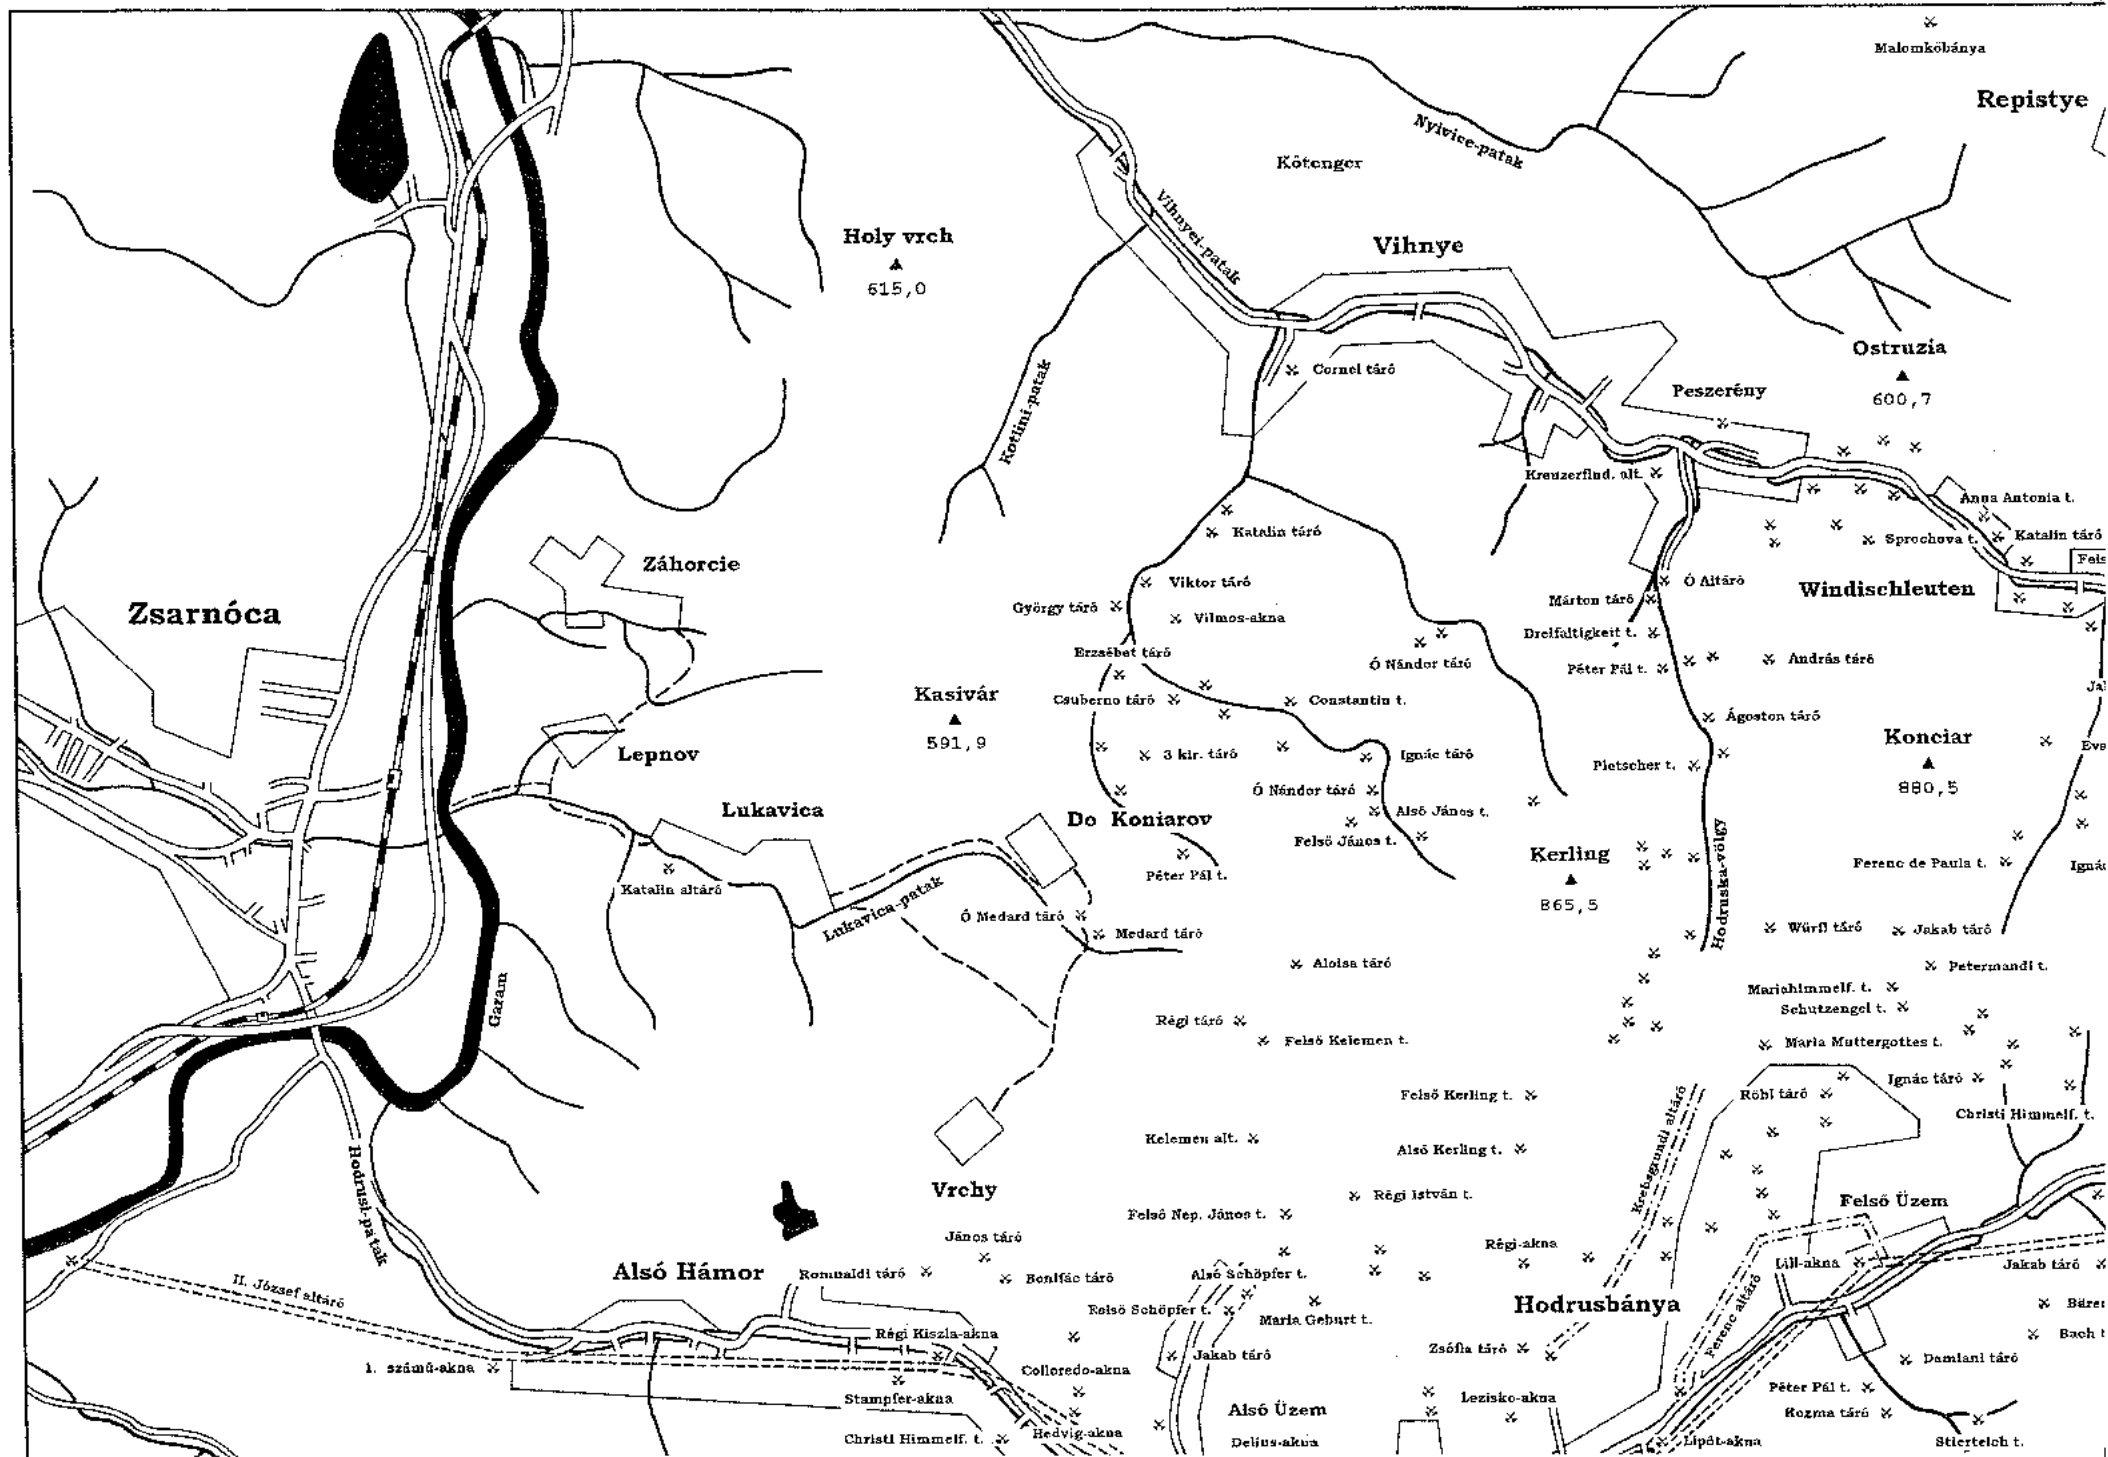 Malomkőbánya
Repistye
Nyivice-patak
Kőtenger
Vihnyei-patak
Holy vrch
615,0
Vihnye
Ostruzia
600,7
Cornel táró
Peszerény
Kotlini-patak
Kreuzerfind. alt.
Anna Antonia t.
Katalin táró
Sprochova t.
Katalin táró
Záhorcie
Zsarnóca
Viktor táró
György táró
Vilmos-akna
Ó Altáró
Windischleuten
Márton táró
Dreifaltigkeit t.
Erzsébet táró
Ó Nándor táró
Péter Pál t.
András táró
Kasivár
591,9
Csuberno táró
Constantin t.
Ágoston táró
Konciar
880,5
Lepnov
3 kir. táró
Ignác táró
Pletscher t.
Ó Nándor táró
Lukavica
Do Koniarov
Alsó János t.
Felső János t.
Kerling
865,5
Hodruska-völgy
Ferenc de Paula t.
Péter Pál t.
Katalin altáró
Lukavica-patak
Ó Medard táró
Medard táró
Würfl táró
Jakab táró
Aloisa táró
Petermandl t.
Garam
Mariahimmelf. t.
Schutzengel t.
Régi táró
Felső Kelemen t.
Maria Muttergottes t.
Ignác táró
Felső Kerling t.
Röbl táró
Christi Himmelf. t.
Krebsgrundi altáró
Kelemen alt.
Alsó Kerling t.
Hodrusi-patak
Vrchy
Régi István t.
Felső Üzem
Felső Nep. János t.
János táró
Régi-akna
Alsó Hámor
Romualdi táró
Bonifác táró
Alsó Schöpfer t.
Lill-akna
Jakab táró
II. József altáró
Felső Schöpfer t.
Maria Geburt t.
Hodrusbánya
Ferenc altáró
Régi Kiszla-akna
Zsófia táró
1. számú-akna
Colloredo-akna
Jakab táró
Damiani táró
Stampfer-akna
Lezisko-akna
Péter Pál t.
Alsó Üzem
Kozma táró
Christi Himmelf. t.
Hedvig-akna
Delius-akna
Lipót-akna
Stierteich t.